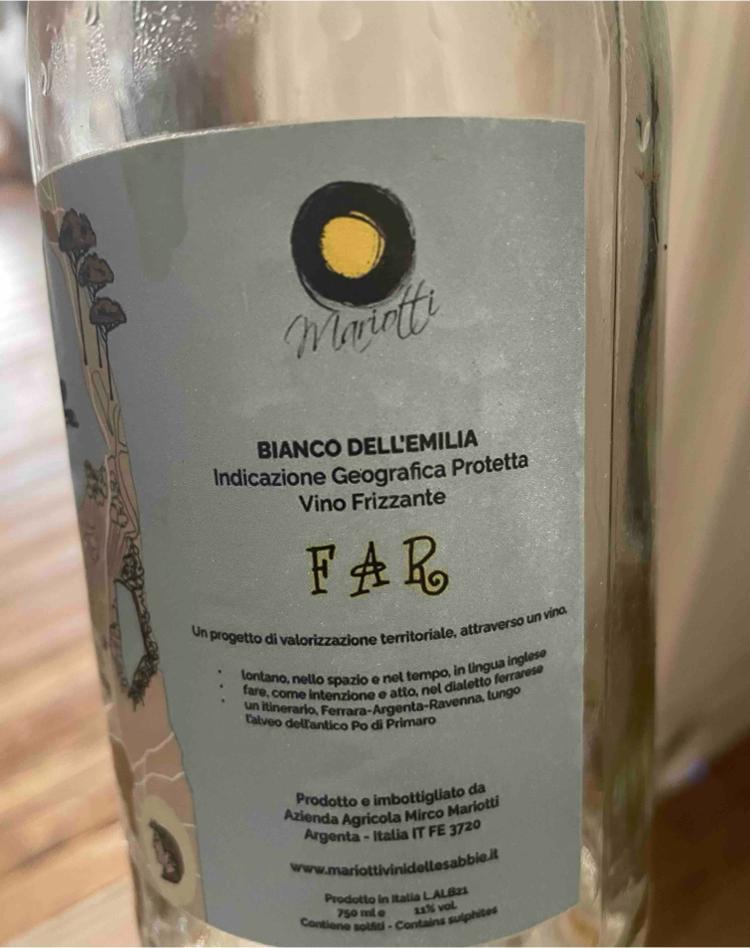 Mariotti
BIANCO DELL'EMILIA
Indicazione Geografica Protetta
Vino Frizzante
FAR
Un progetto di valorizzazione territoriale, attraverso un vino.
· lontano, nello spazio e nel tempo, in lingua inglese
· fare, come intenzione e atto, nel dialetto ferrarese
· un itinerario, Ferrara-Argenta-Ravenna, lungo
l'alveo dell'antico Po di Primaro
Prodotto e imbottigliato da
Azienda Agricola Mirco Mariotti
Argenta - Italia IT FE 3720
www.mariottivinidellesabbie.it
Prodotto in Italia L.ALB21
750 ml e 11% vol.
Contiene solfiti - Contains sulphites